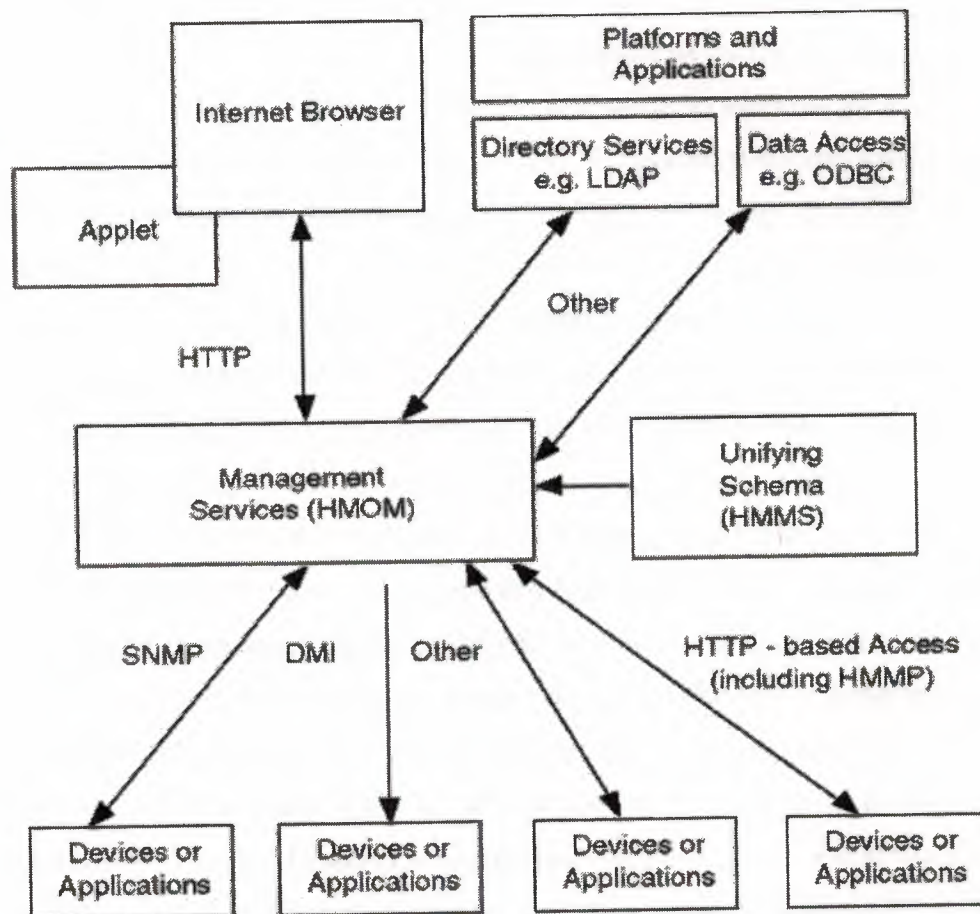 Platforms and
Applications
Internet Browser
Directory Services
e.g. LDAP
Data Access
e.g. ODBC
Applet
Other
HTTP
Management
Services (HMOM)
Unifying
Schema
(HMMS)
SNMP
DMI
Other
HTTP - based Access
(including HMMP)
Devices or
Applications
Devices or
Applications
Devices or
Applications
Devices or
Applications